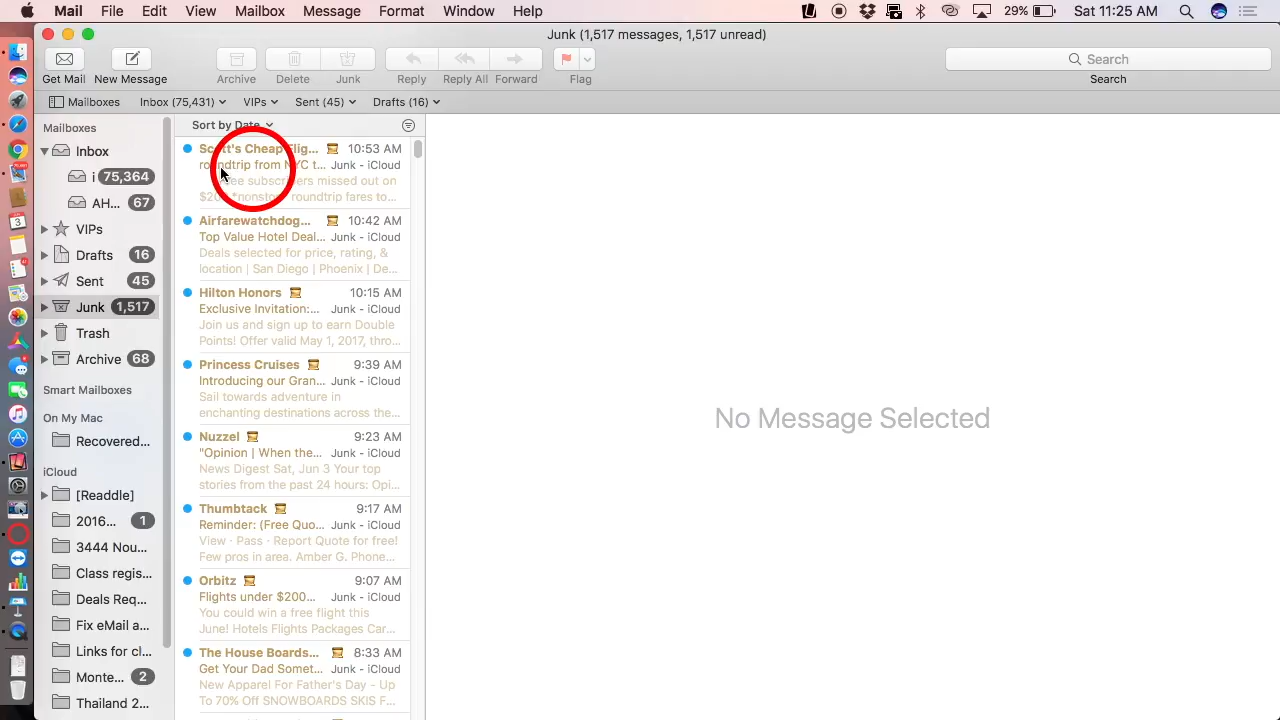 Mail File Edit View Mailbox Message Format Window Help 29% Sat 11:25 AM
Junk (1,517 messages, 1,517 unread)
Get Mail New Message Archive Delete Junk Reply Reply All Forward Flag Search
Search
Mailboxes Inbox (75,431) VIPs Sent (45) Drafts (16)
Mailboxes
Inbox
i 75,364
AH... 67
VIPs
Drafts 16
Sent 45
Junk 1,517
Trash
Archive 68
Smart Mailboxes
On My Mac
Recovered...
iCloud
[Readdle]
2016... 1
3444 Nou...
Class regis...
Deals Req...
Fix eMail a...
Links for cl...
Monte... 2
Thailand 2...
Sort by Date
Scott's Cheap Flig... 10:53 AM
roundtrip from NYC t... Junk - iCloud
subscribers missed out on
nonstop roundtrip fares to...
Airfarewatchdog... 10:42 AM
Top Value Hotel Deal... Junk - iCloud
Deals selected for price, rating, &
location | San Diego | Phoenix | De...
Hilton Honors 10:15 AM
Exclusive Invitation:... Junk - iCloud
Join us and sign up to earn Double
Points! Offer valid May 1, 2017, thro...
Princess Cruises 9:39 AM
Introducing our Gran... Junk - iCloud
Sail towards adventure in
enchanting destinations across the...
Nuzzel 9:23 AM
"Opinion | When the... Junk - iCloud
News Digest Sat, Jun 3 Your top
stories from the past 24 hours: Opi...
Thumbtack 9:17 AM
Reminder: (Free Quo... Junk - iCloud
View · Pass · Report Quote for free!
Few pros in area. Amber G. Phone...
Orbitz 9:07 AM
Flights under $200... Junk - iCloud
You could win a free flight this
June! Hotels Flights Packages Car...
The House Boards... 8:33 AM
Get Your Dad Somet... Junk - iCloud
New Apparel For Father's Day - Up
To 70% Off SNOWBOARDS SKIS F...
No Message Selected